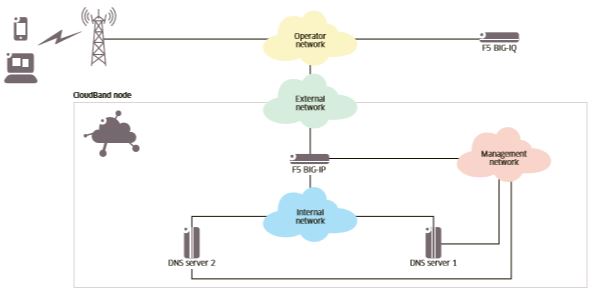 Operator
network
F5 BIG-IQ
CloudBand node
External
network
F5 BIG-IP
Management
network
Internal
network
DNS server 2
DNS server 1